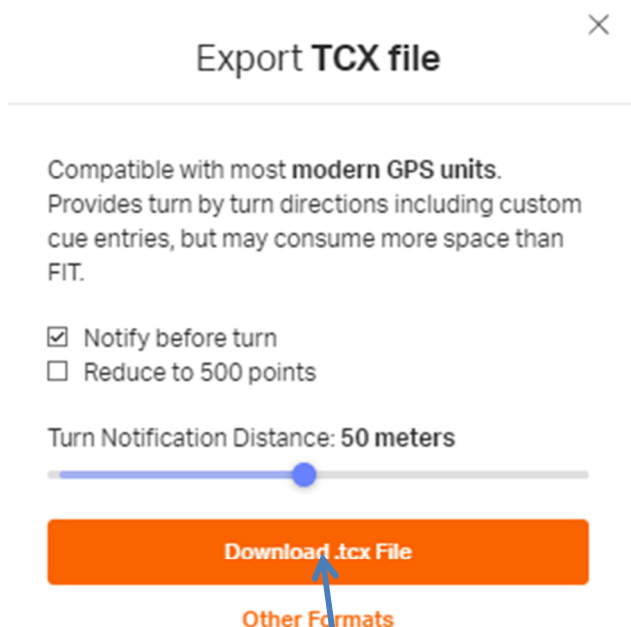 Export TCX file
Compatible with most modern GPS units.
Provides turn by turn directions including custom
cue entries, but may consume more space than
FIT.
Notify before turn
Reduce to 500 points
Turn Notification Distance: 50 meters
Download .tcx File
Other Formats